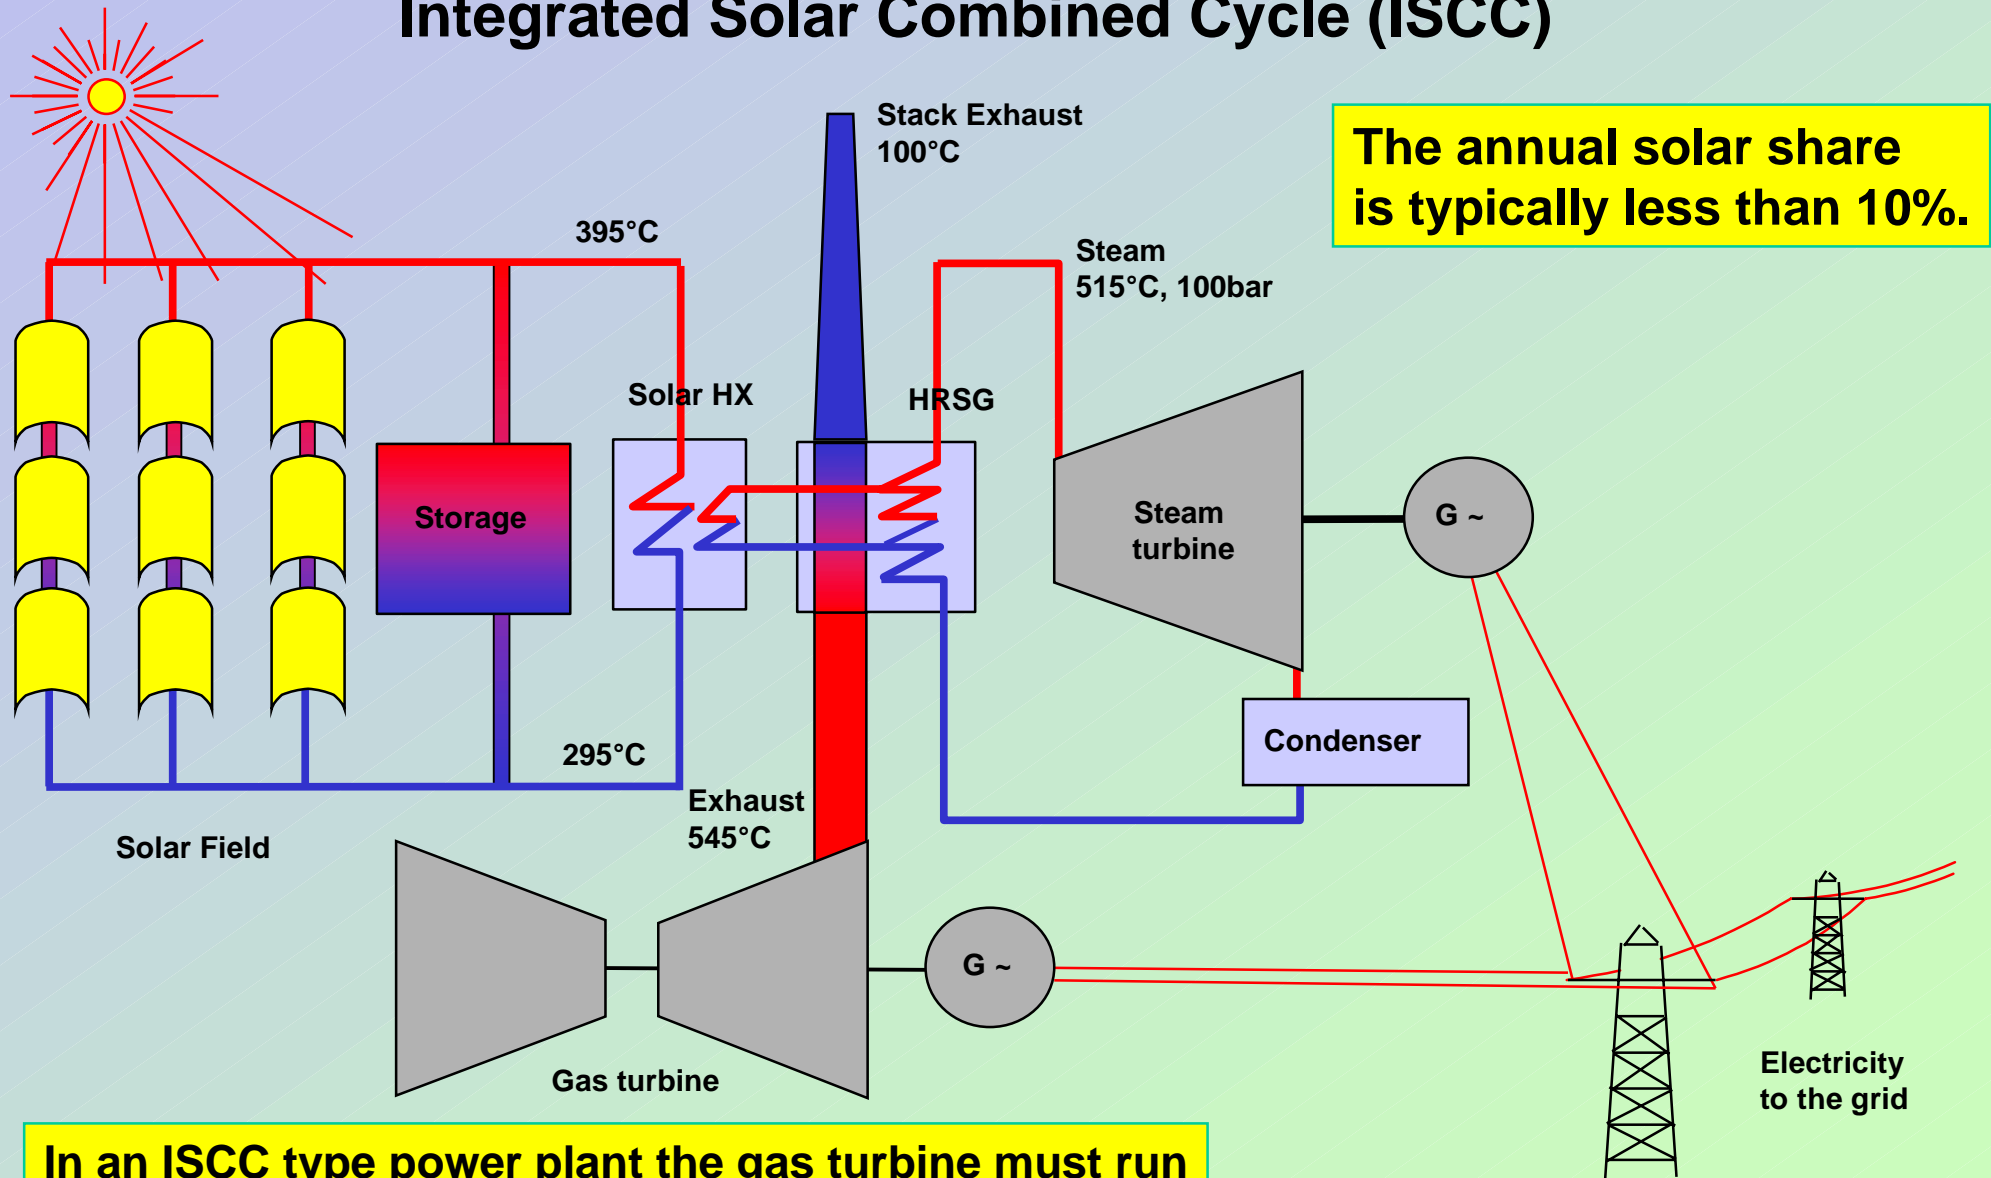 Integrated Solar Combined Cycle (ISCC)
Stack Exhaust
100°C
The annual solar share
is typically less than 10%.
395°C
Steam
515°C, 100bar
Solar HX
HRSG
Storage
Steam
turbine
G ~
Condenser
295°C
Exhaust
545°C
Solar Field
G ~
Gas turbine
Electricity
to the grid
In an ISCC type power plant the gas turbine must run